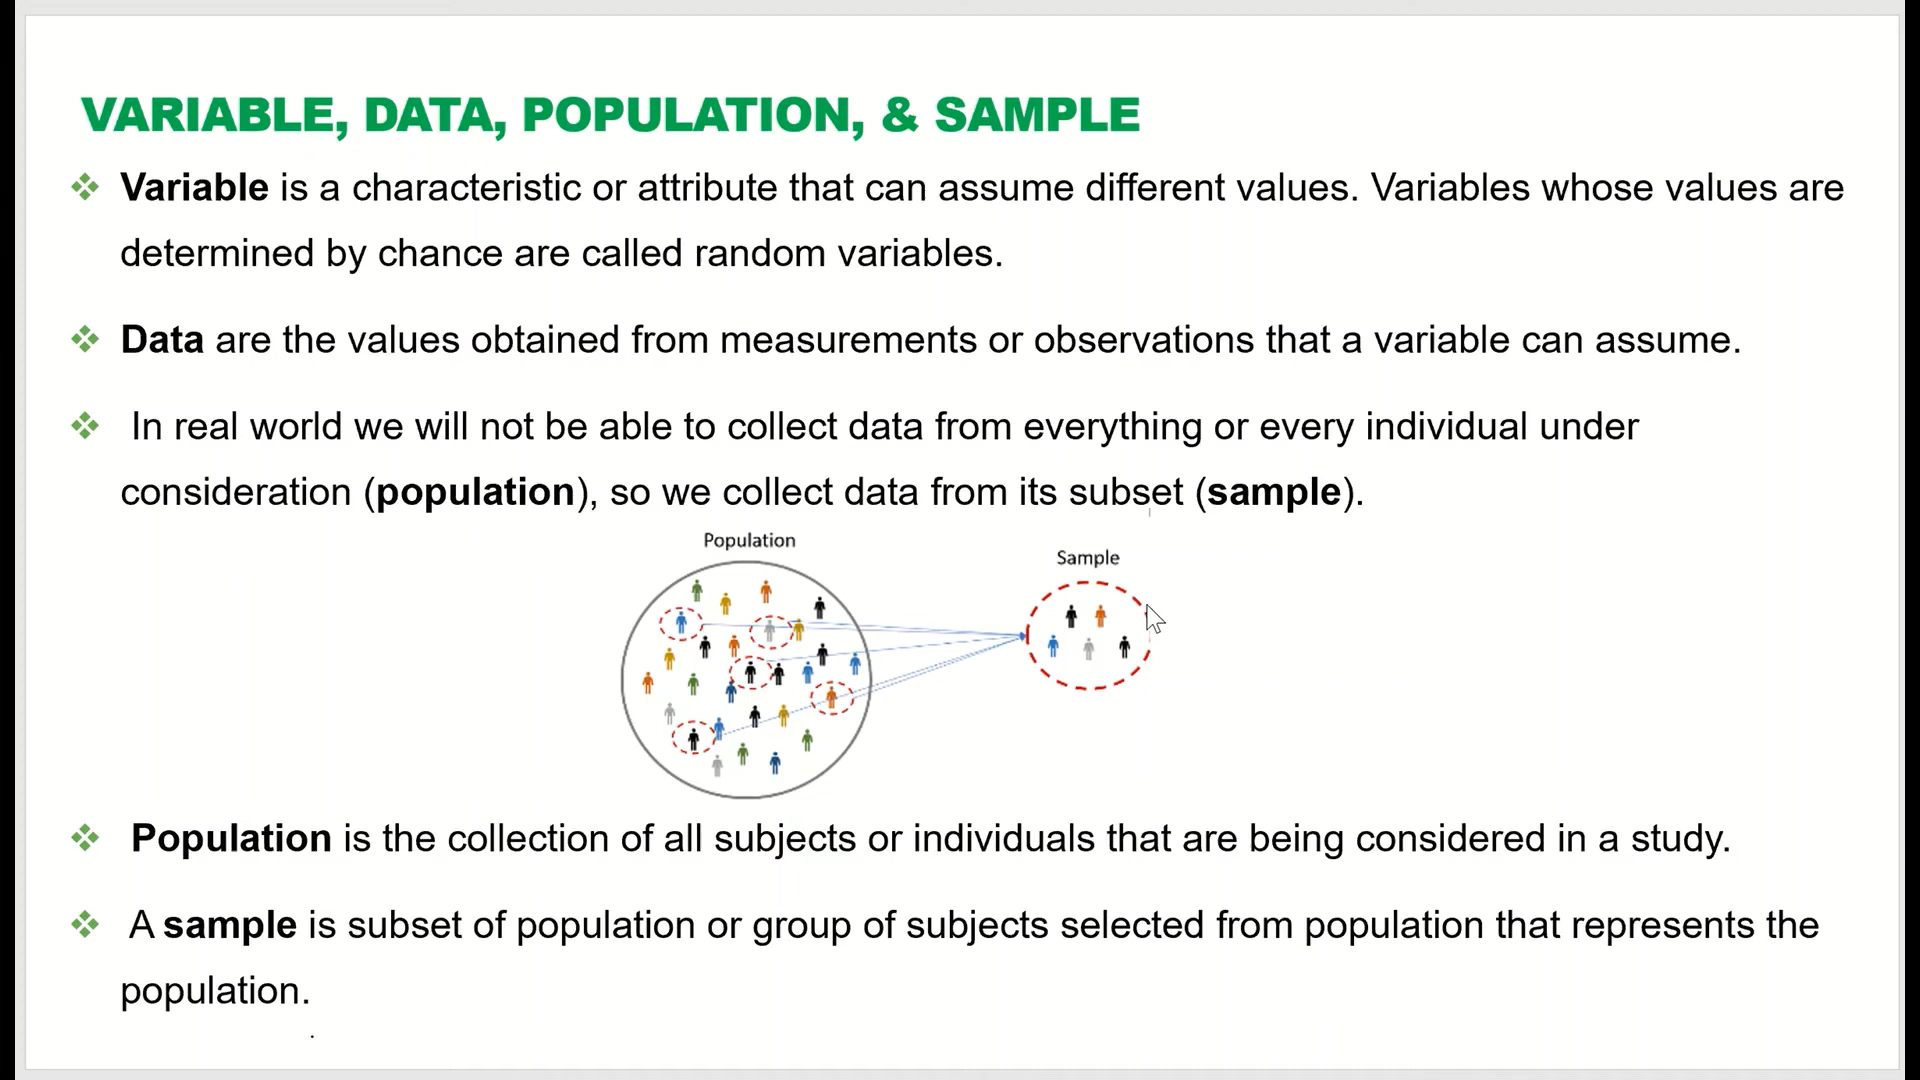 VARIABLE, DATA, POPULATION, & SAMPLE
Variable is a characteristic or attribute that can assume different values. Variables whose values are
determined by chance are called random variables.
Data are the values obtained from measurements or observations that a variable can assume.
In real world we will not be able to collect data from everything or every individual under
consideration (population), so we collect data from its subset (sample).
Population
Sample
Population is the collection of all subjects or individuals that are being considered in a study.
A sample is subset of population or group of subjects selected from population that represents the
population.
.